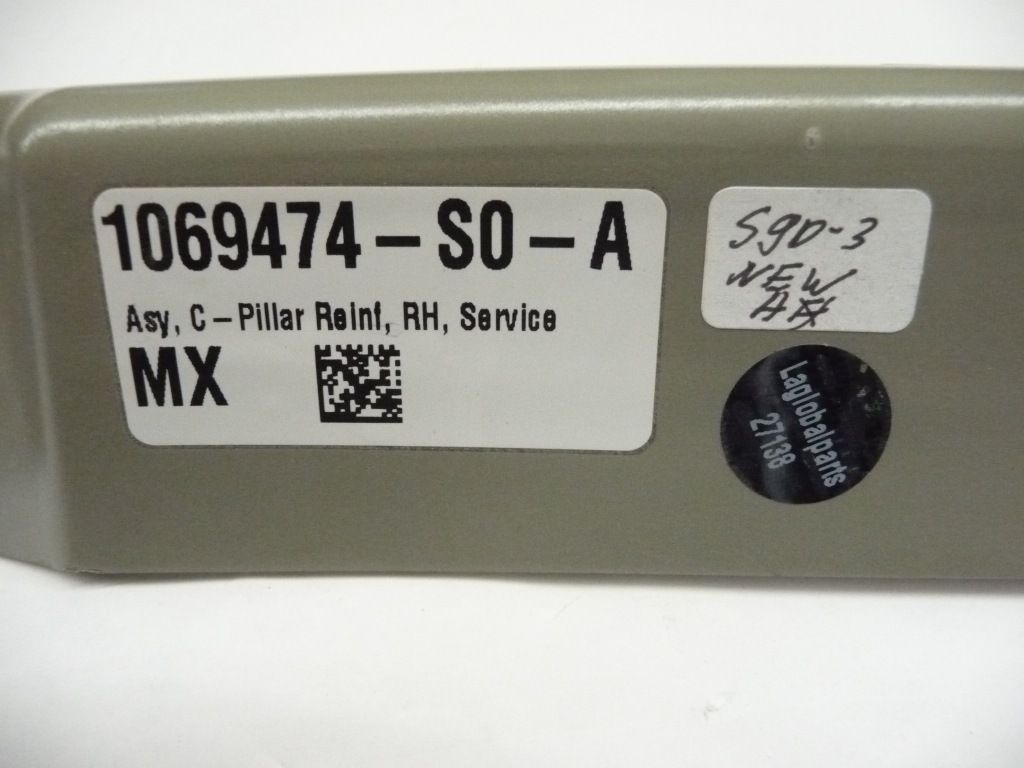 1069474-S0-A
Asy, C-Pillar Reinf, RH, Service
MX
S90-3
NEW
Laglobalparts
27138